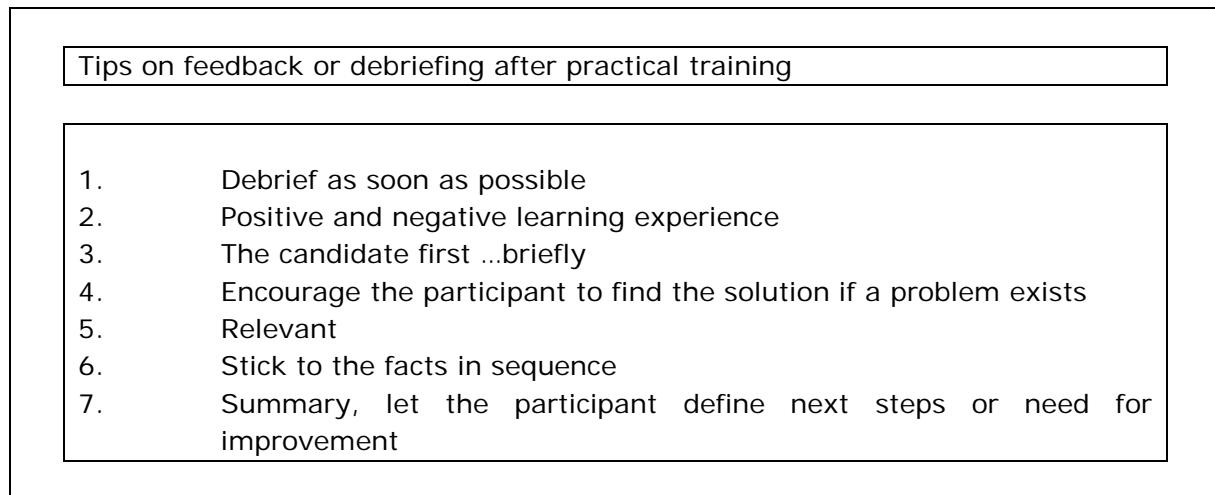 Tips on feedback or debriefing after practical training
1. Debrief as soon as possible
2. Positive and negative learning experience
3. The candidate first ...briefly
4. Encourage the participant to find the solution if a problem exists
5. Relevant
6. Stick to the facts in sequence
7. Summary, let the participant define next steps or need for
improvement